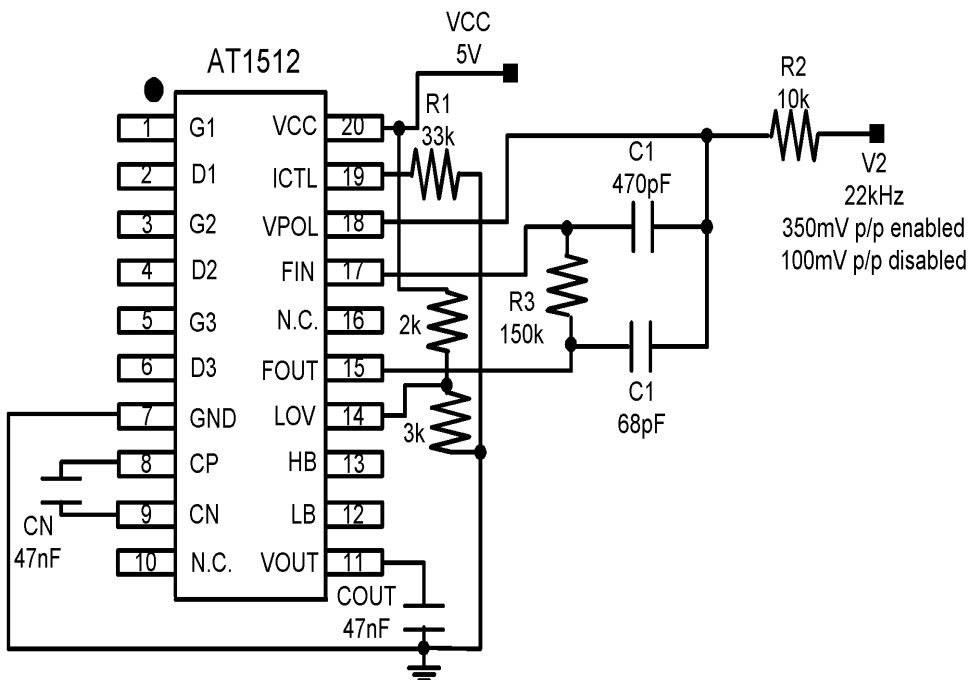 AT1512
VCC
5V
R1
33k
R2
10k
V2
22kHz
350mV p/p enabled
100mV p/p disabled
C1
470pF
R3
150k
C1
68pF
2k
3k
1 G1 VCC 20
2 D1 ICTL 19
3 G2 VPOL 18
4 D2 FIN 17
5 G3 N.C. 16
6 D3 FOUT 15
7 GND LOV 14
8 CP HB 13
9 CN LB 12
10 N.C. VOUT 11
CN
47nF
COUT
47nF